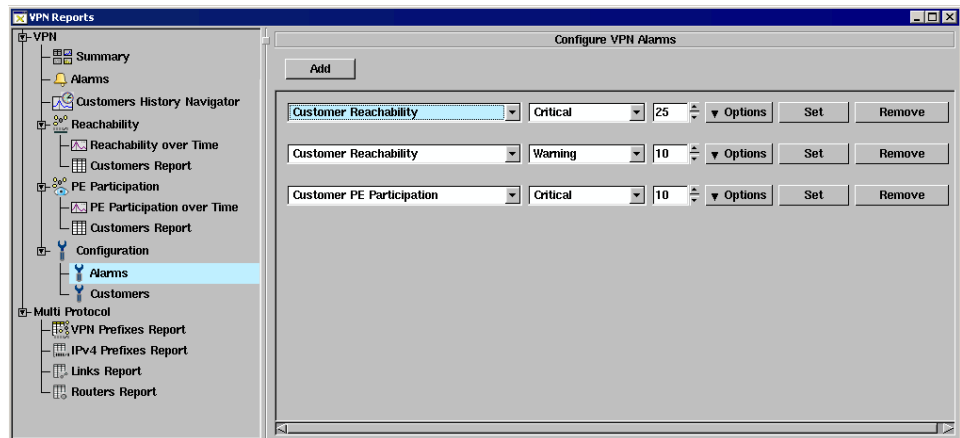 VPN Reports
VPN
Summary
Alarms
Customers History Navigator
Reachability
Reachability over Time
Customers Report
PE Participation
PE Participation over Time
Customers Report
Configuration
Alarms
Customers
Multi Protocol
VPN Prefixes Report
IPv4 Prefixes Report
Links Report
Routers Report
Configure VPN Alarms
Add
Customer Reachability Critical 25 Options Set Remove
Customer Reachability Warning 10 Options Set Remove
Customer PE Participation Critical 10 Options Set Remove